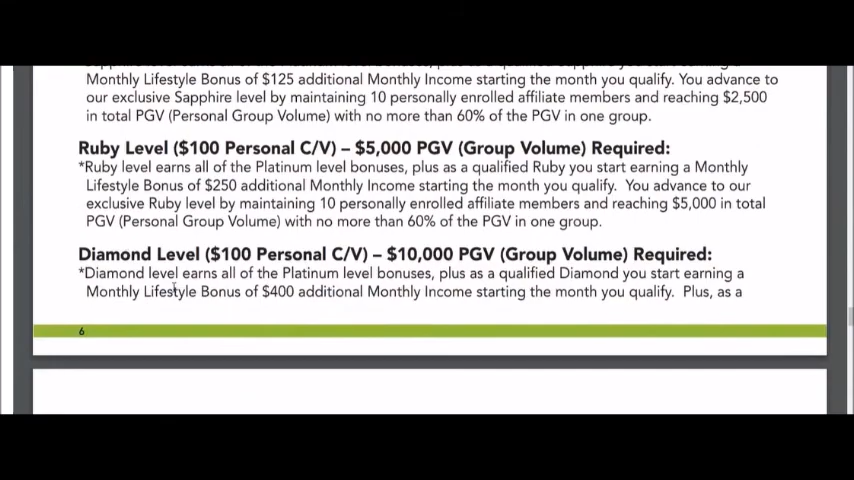 Monthly Lifestyle Bonus of $125 additional Monthly Income starting the month you qualify. You advance to
our exclusive Sapphire level by maintaining 10 personally enrolled affiliate members and reaching $2,500
in total PGV (Personal Group Volume) with no more than 60% of the PGV in one group.
Ruby Level ($100 Personal C/V) – $5,000 PGV (Group Volume) Required:
*Ruby level earns all of the Platinum level bonuses, plus as a qualified Ruby you start earning a Monthly
Lifestyle Bonus of $250 additional Monthly Income starting the month you qualify. You advance to our
exclusive Ruby level by maintaining 10 personally enrolled affiliate members and reaching $5,000 in total
PGV (Personal Group Volume) with no more than 60% of the PGV in one group.
Diamond Level ($100 Personal C/V) – $10,000 PGV (Group Volume) Required:
*Diamond level earns all of the Platinum level bonuses, plus as a qualified Diamond you start earning a
Monthly Lifestyle Bonus of $400 additional Monthly Income starting the month you qualify. Plus, as a
6